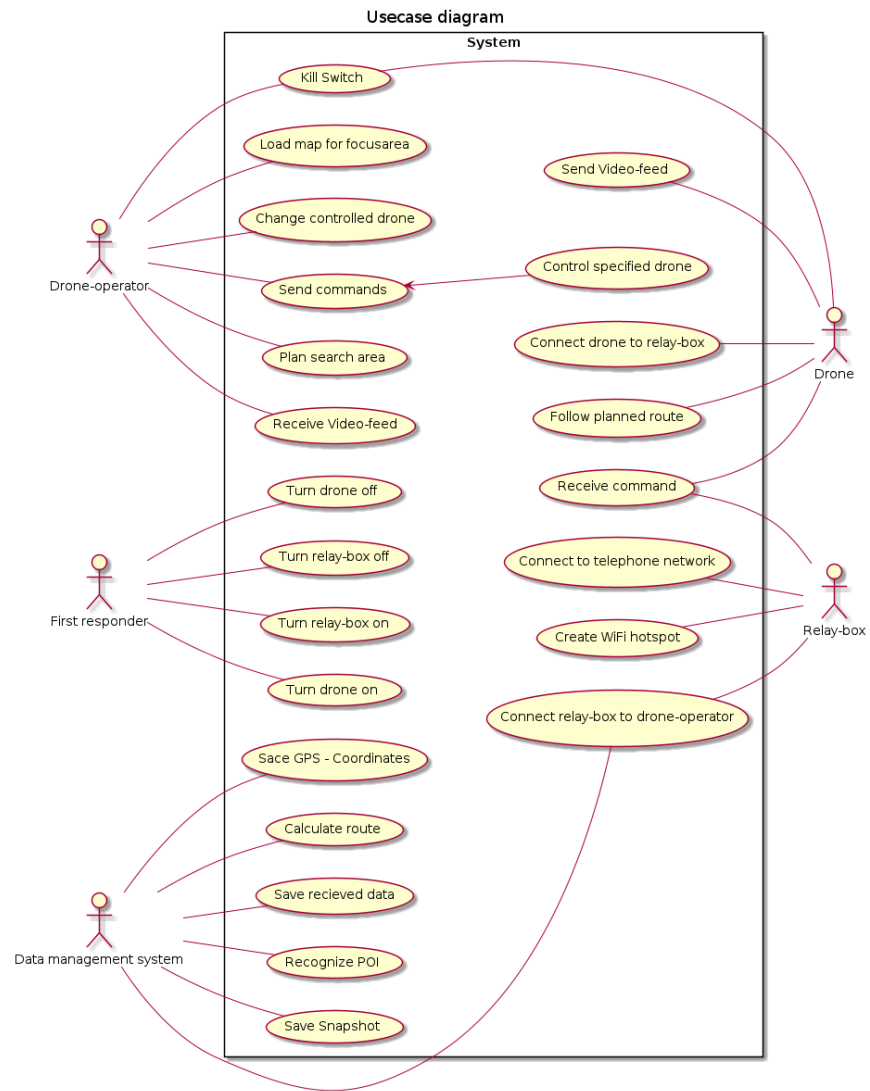 Usecase diagram
System
Kill Switch
Load map for focusarea
Send Video-feed
Change controlled drone
Drone-operator
Send commands
Control specified drone
Plan search area
Connect drone to relay-box
Drone
Receive Video-feed
Follow planned route
Turn drone off
Receive command
Turn relay-box off
Connect to telephone network
First responder
Turn relay-box on
Create WiFi hotspot
Relay-box
Turn drone on
Connect relay-box to drone-operator
Sace GPS - Coordinates
Calculate route
Save recieved data
Data management system
Recognize POI
Save Snapshot